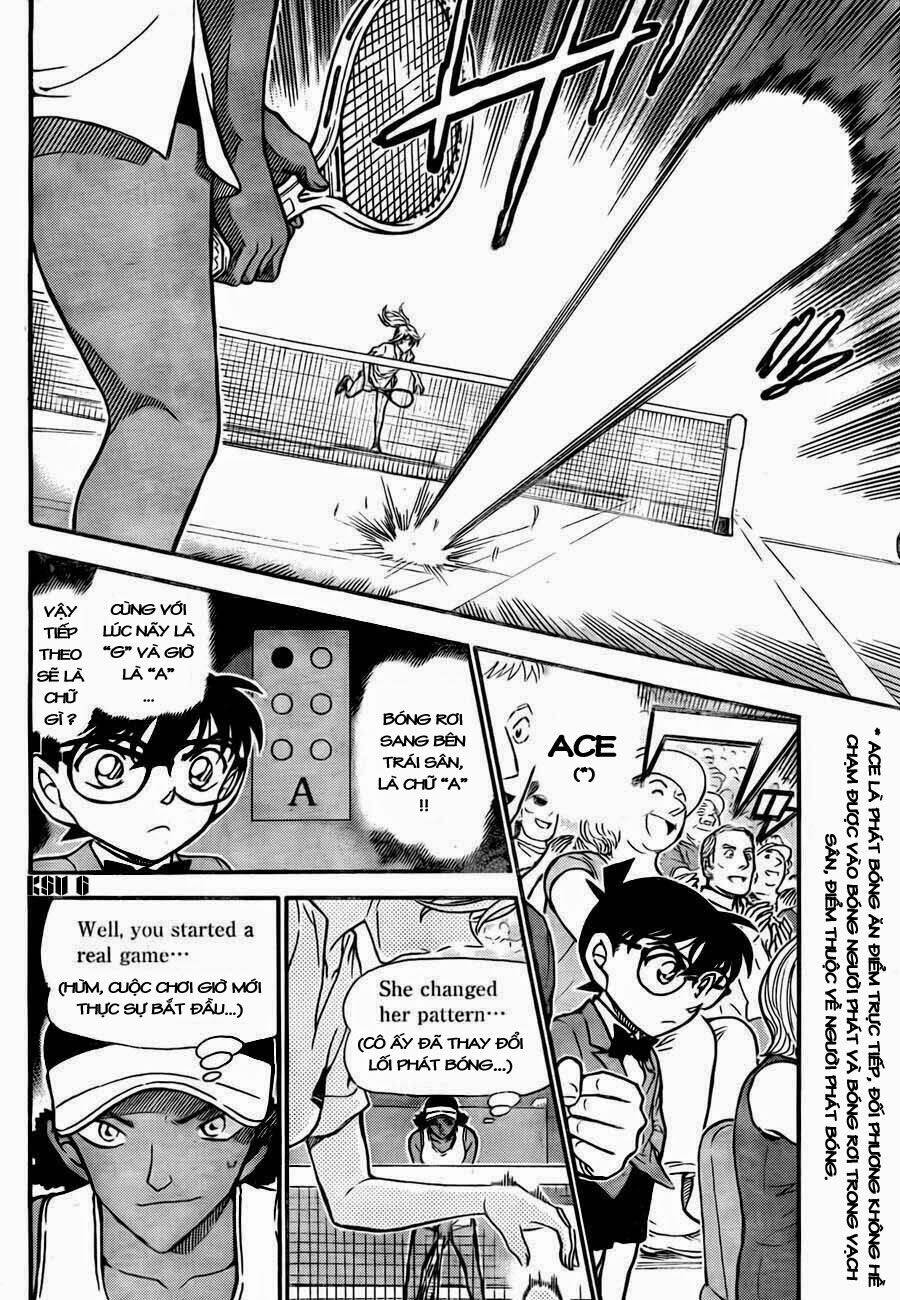 VẬY
TIẾP
THEO
SẼ LÀ
CHỮ
GÌ ?
CÙNG VỚI
LÚC NÃY LÀ
"G" VÀ GIỜ
LÀ "A"
...
A
BÓNG RƠI
SANG BÊN
TRÁI SÂN,
LÀ CHỮ "A"
!!
ACE
(*)
* ACE LÀ PHÁT BÓNG ĂN ĐIỂM TRỰC TIẾP, ĐỐI PHƯƠNG KHÔNG HỀ
CHẠM ĐƯỢC VÀO BÓNG NGƯỜI PHÁT VÀ BÓNG RƠI TRONG VẠCH
SÂN, ĐIỂM THUỘC VỀ NGƯỜI PHÁT BÓNG.
KSU 6
Well, you started a
real game…
(HỪM, CUỘC CHƠI GIỜ MỚI
THỰC SỰ BẮT ĐẦU...)
She changed
her pattern…
(CÔ ẤY ĐÃ THAY ĐỔI
LỐI PHÁT BÓNG...)